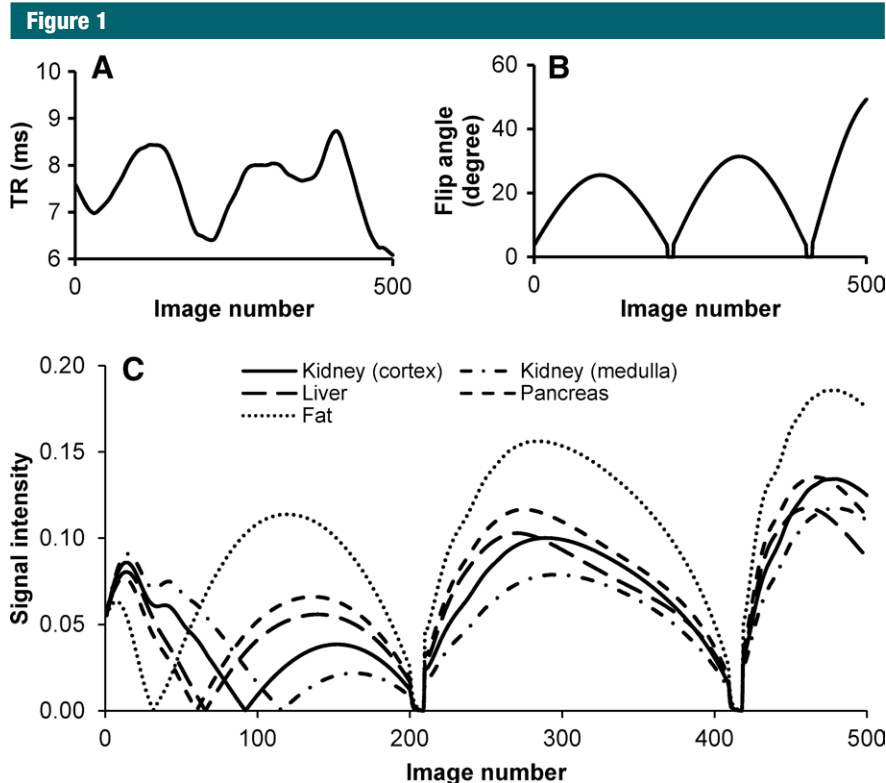 Figure 1
A
10
9
8
7
6
TR (ms)
0 500
Image number
B
60
40
20
0
Flip angle
(degree)
0 500
Image number
C
Kidney (cortex) Kidney (medulla)
Liver Pancreas
Fat
0.20
0.15
0.10
0.05
0.00
Signal intensity
0 100 200 300 400 500
Image number